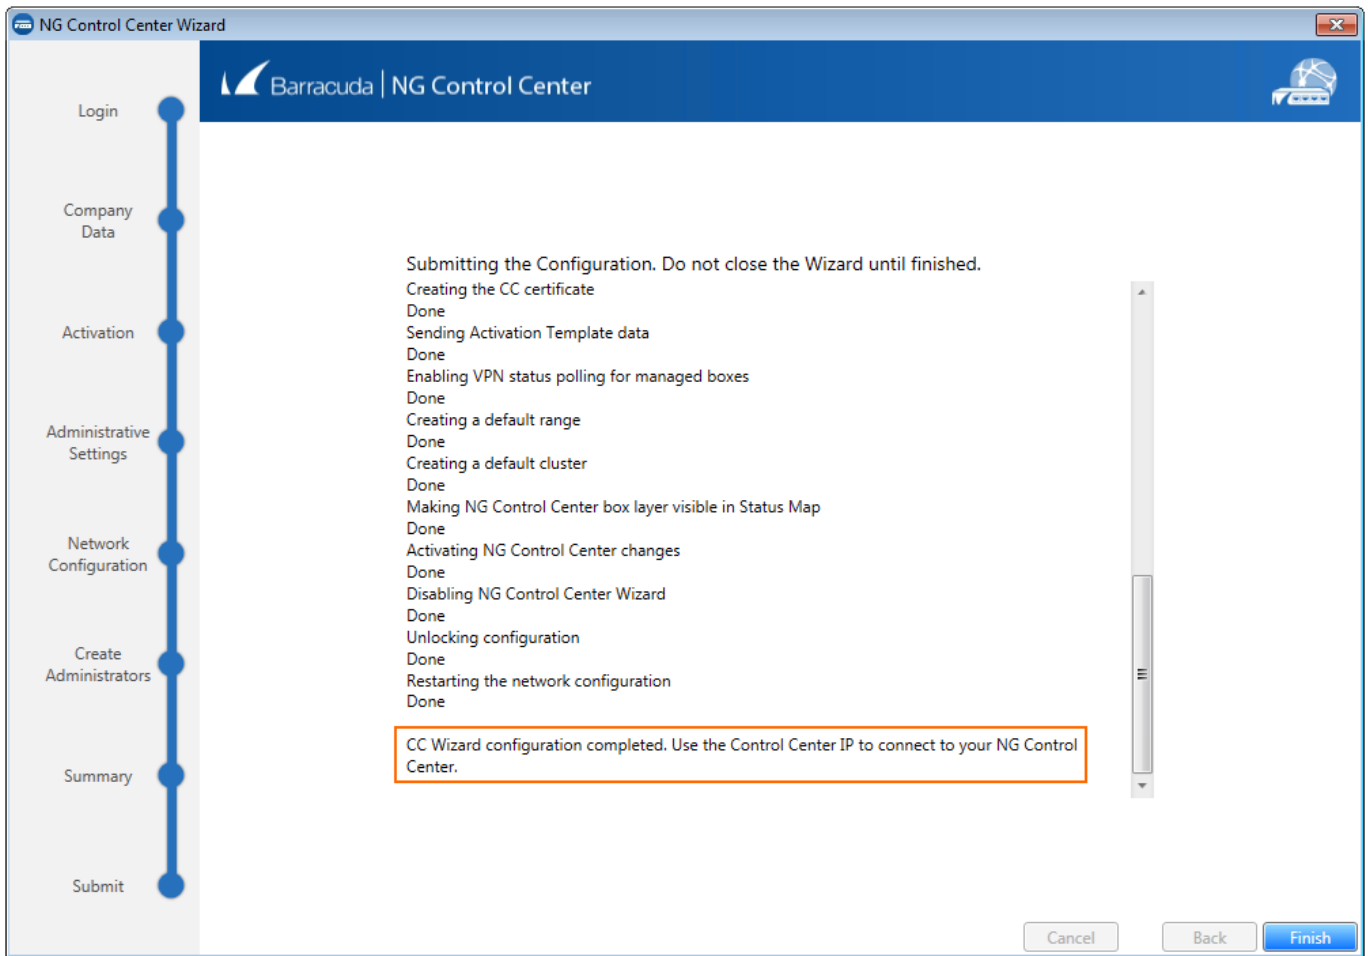 NG Control Center Wizard
Barracuda | NG Control Center
Login
Company
Data
Activation
Administrative
Settings
Network
Configuration
Create
Administrators
Summary
Submit
Submitting the Configuration. Do not close the Wizard until finished.
Creating the CC certificate
Done
Sending Activation Template data
Done
Enabling VPN status polling for managed boxes
Done
Creating a default range
Done
Creating a default cluster
Done
Making NG Control Center box layer visible in Status Map
Done
Activating NG Control Center changes
Done
Disabling NG Control Center Wizard
Done
Unlocking configuration
Done
Restarting the network configuration
Done
CC Wizard configuration completed. Use the Control Center IP to connect to your NG Control
Center.
Cancel
Back
Finish